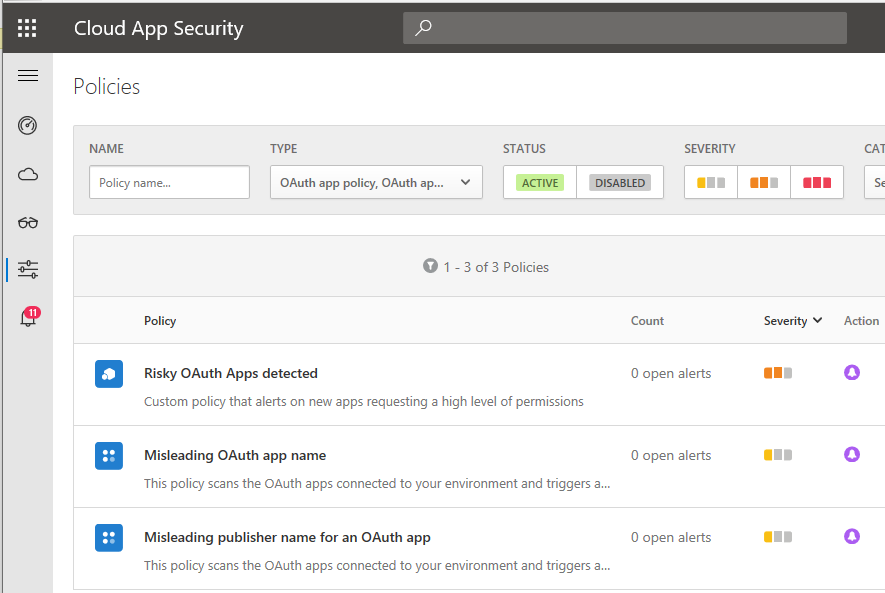 Cloud App Security
Policies
NAME TYPE STATUS SEVERITY CAT
Policy name... OAuth app policy, OAuth ap... ACTIVE DISABLED Se
1 - 3 of 3 Policies
Policy Count Severity Action
11
Risky OAuth Apps detected 0 open alerts
Custom policy that alerts on new apps requesting a high level of permissions
Misleading OAuth app name 0 open alerts
This policy scans the OAuth apps connected to your environment and triggers a...
Misleading publisher name for an OAuth app 0 open alerts
This policy scans the OAuth apps connected to your environment and triggers a...